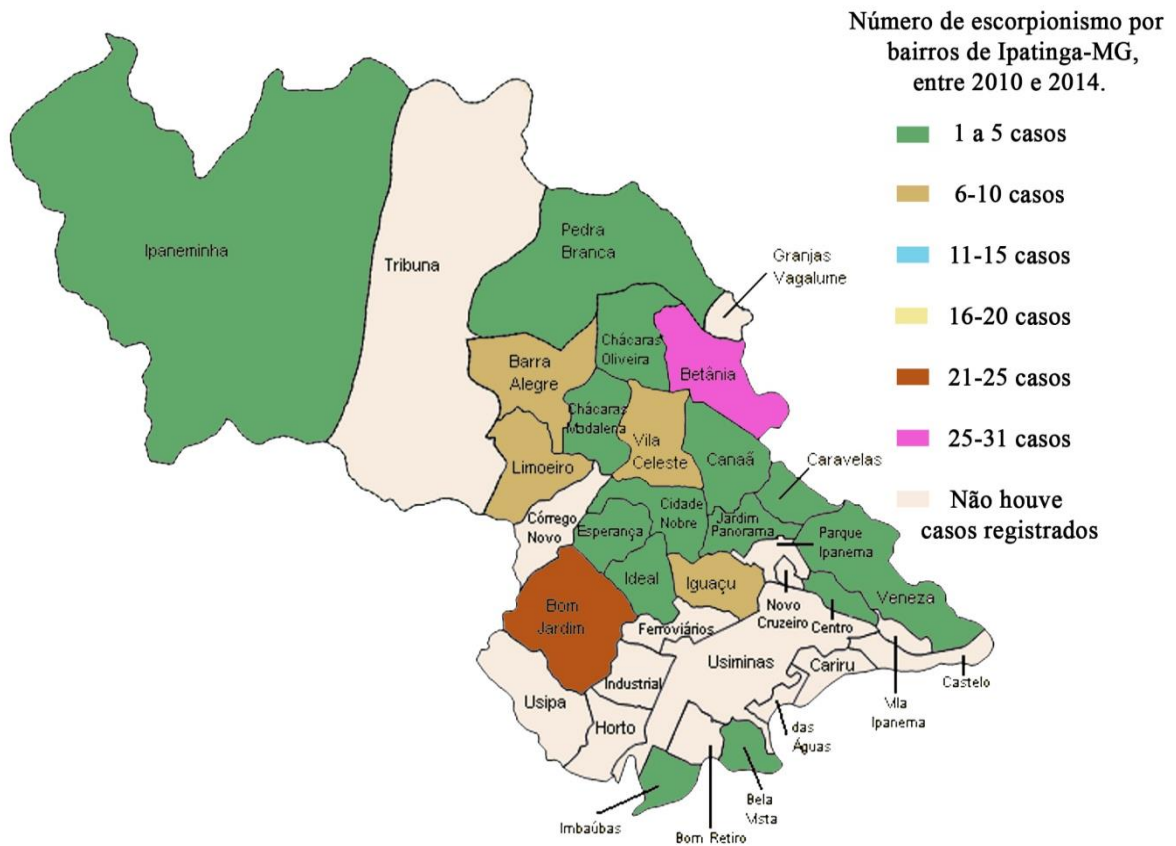 Número de escorpionismo por
bairros de Ipatinga-MG,
entre 2010 e 2014.
1 a 5 casos
6-10 casos
11-15 casos
16-20 casos
21-25 casos
25-31 casos
Não houve
casos registrados
Ipaneminha
Tribuna
Pedra
Branca
Granjas
Vagalume
Chácaras
Oliveira
Barra
Alegre
Betânia
Chácaras
Madalena
Vila
Celeste
Limoeiro
Canaã
Caravelas
Córrego
Novo
Esperança
Cidade
Nobre
Jardim
Panorama
Parque
Ipanema
Ideal
Iguaçu
Veneza
Bom
Jardim
Novo
Cruzeiro
Centro
Ferroviários
Usiminas
Cariru
Castelo
Industrial
Usipa
Horto
Vila
Ipanema
das
Águas
Bela
Vista
Imbaúbas
Bom Retiro